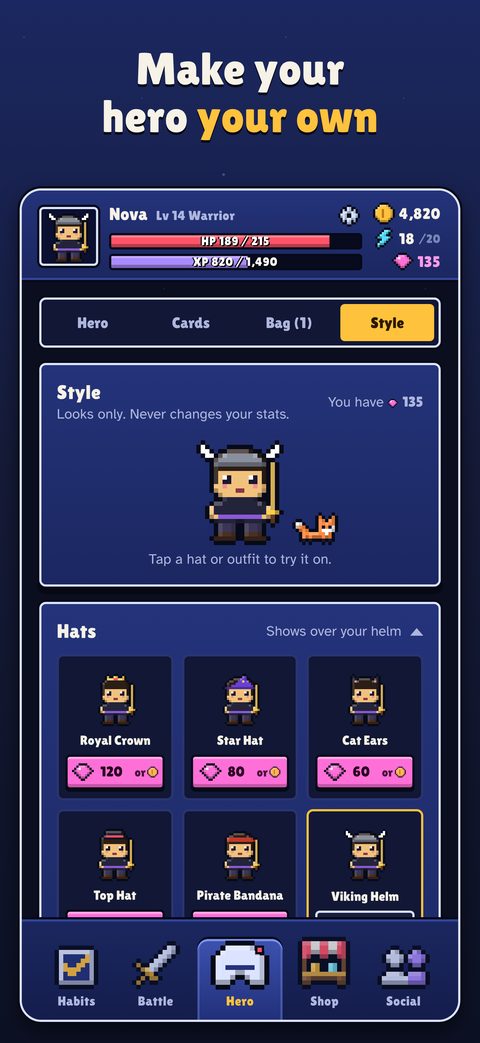 Make your
hero your own
Nova Lv 14 Warrior
4,820
HP 189 / 215
18 /20
XP 820 / 1,490
135
Hero Cards Bag (1) Style
Style
Looks only. Never changes your stats.
You have 135
Tap a hat or outfit to try it on.
Hats
Shows over your helm
Royal Crown Star Hat Cat Ears
120 or 80 or 60 or
Top Hat Pirate Bandana Viking Helm
Habits Battle Hero Shop Social